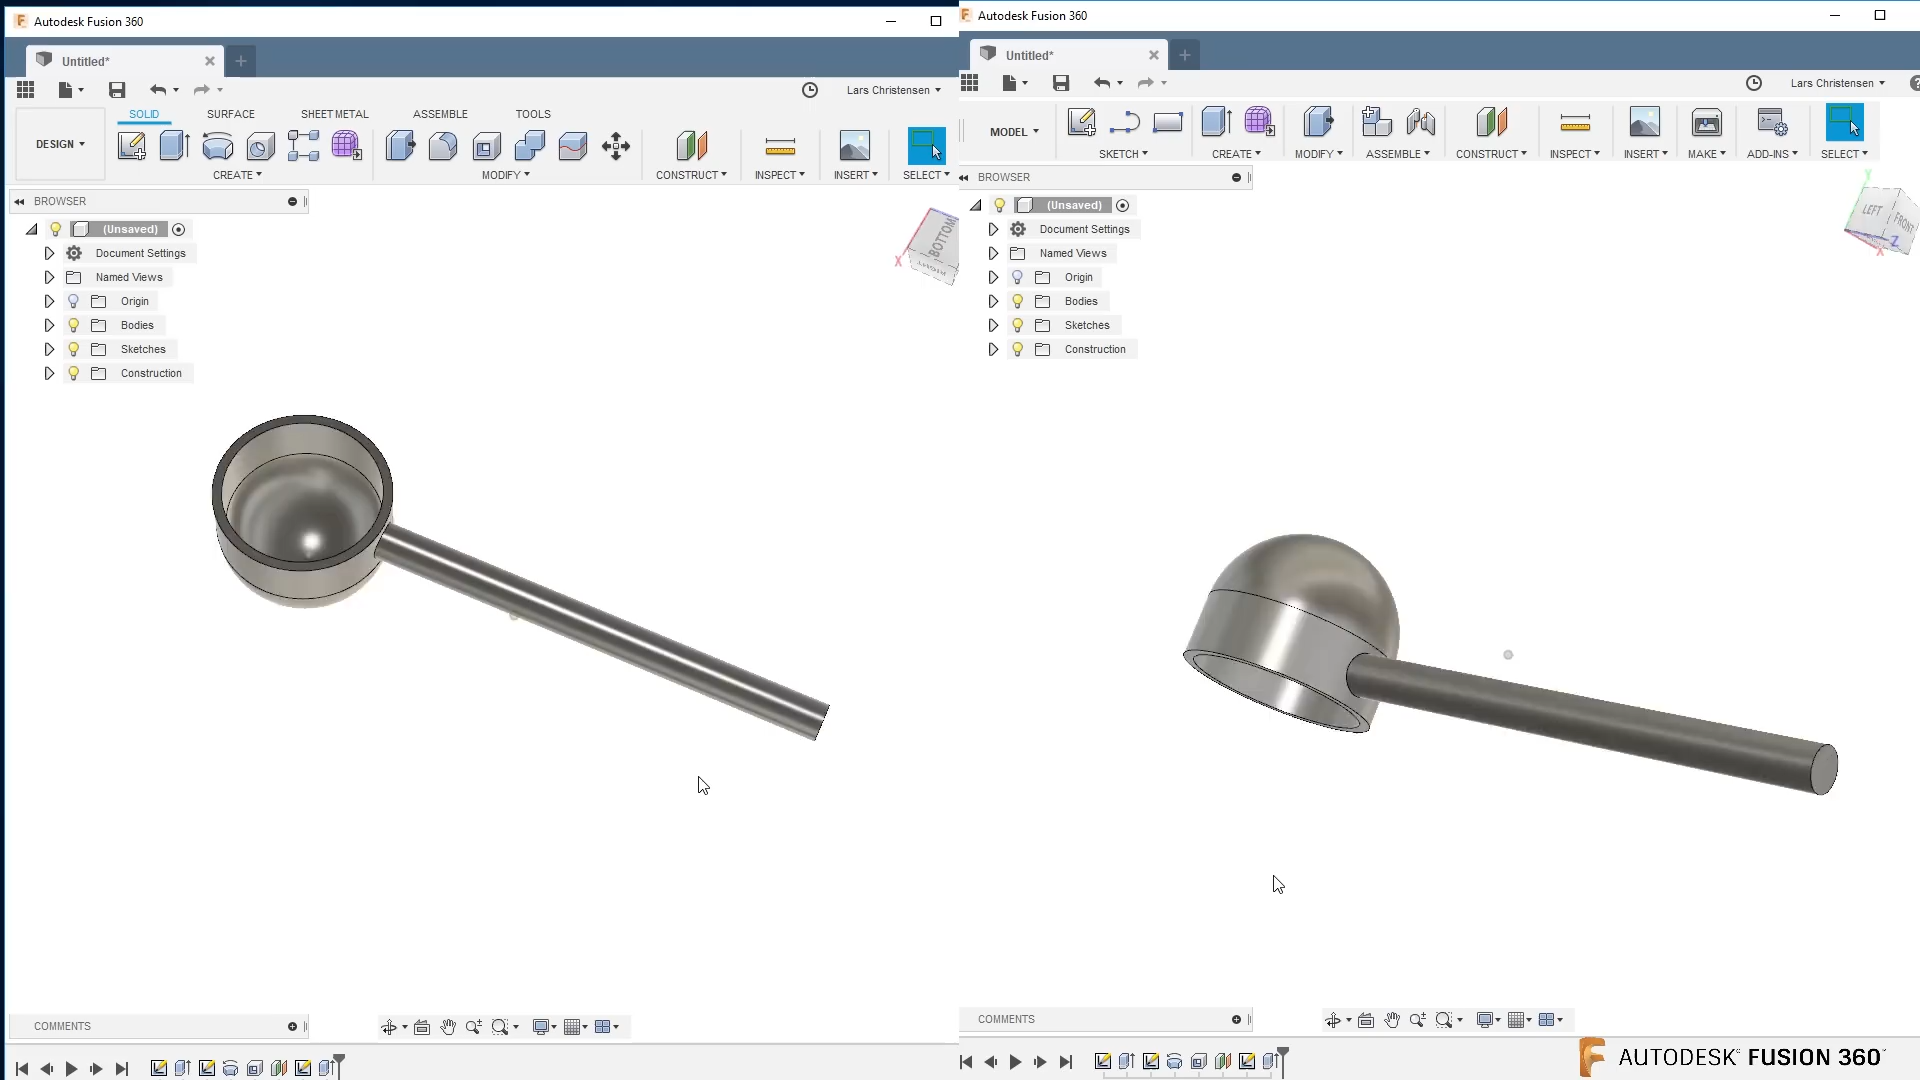 Autodesk Fusion 360
Untitled*
Lars Christensen
SOLID SURFACE SHEET METAL ASSEMBLE TOOLS
DESIGN
CREATE MODIFY CONSTRUCT INSPECT INSERT SELECT
BROWSER
(Unsaved)
Document Settings
Named Views
Origin
Bodies
Sketches
Construction
BOTTOM
X
COMMENTS
Autodesk Fusion 360
Untitled*
Lars Christensen
MODEL
SKETCH CREATE MODIFY ASSEMBLE CONSTRUCT INSPECT INSERT MAKE ADD-INS SELECT
BROWSER
(Unsaved)
Document Settings
Named Views
Origin
Bodies
Sketches
Construction
Y
LEFT FRONT
Z
X
COMMENTS
AUTODESK FUSION 360